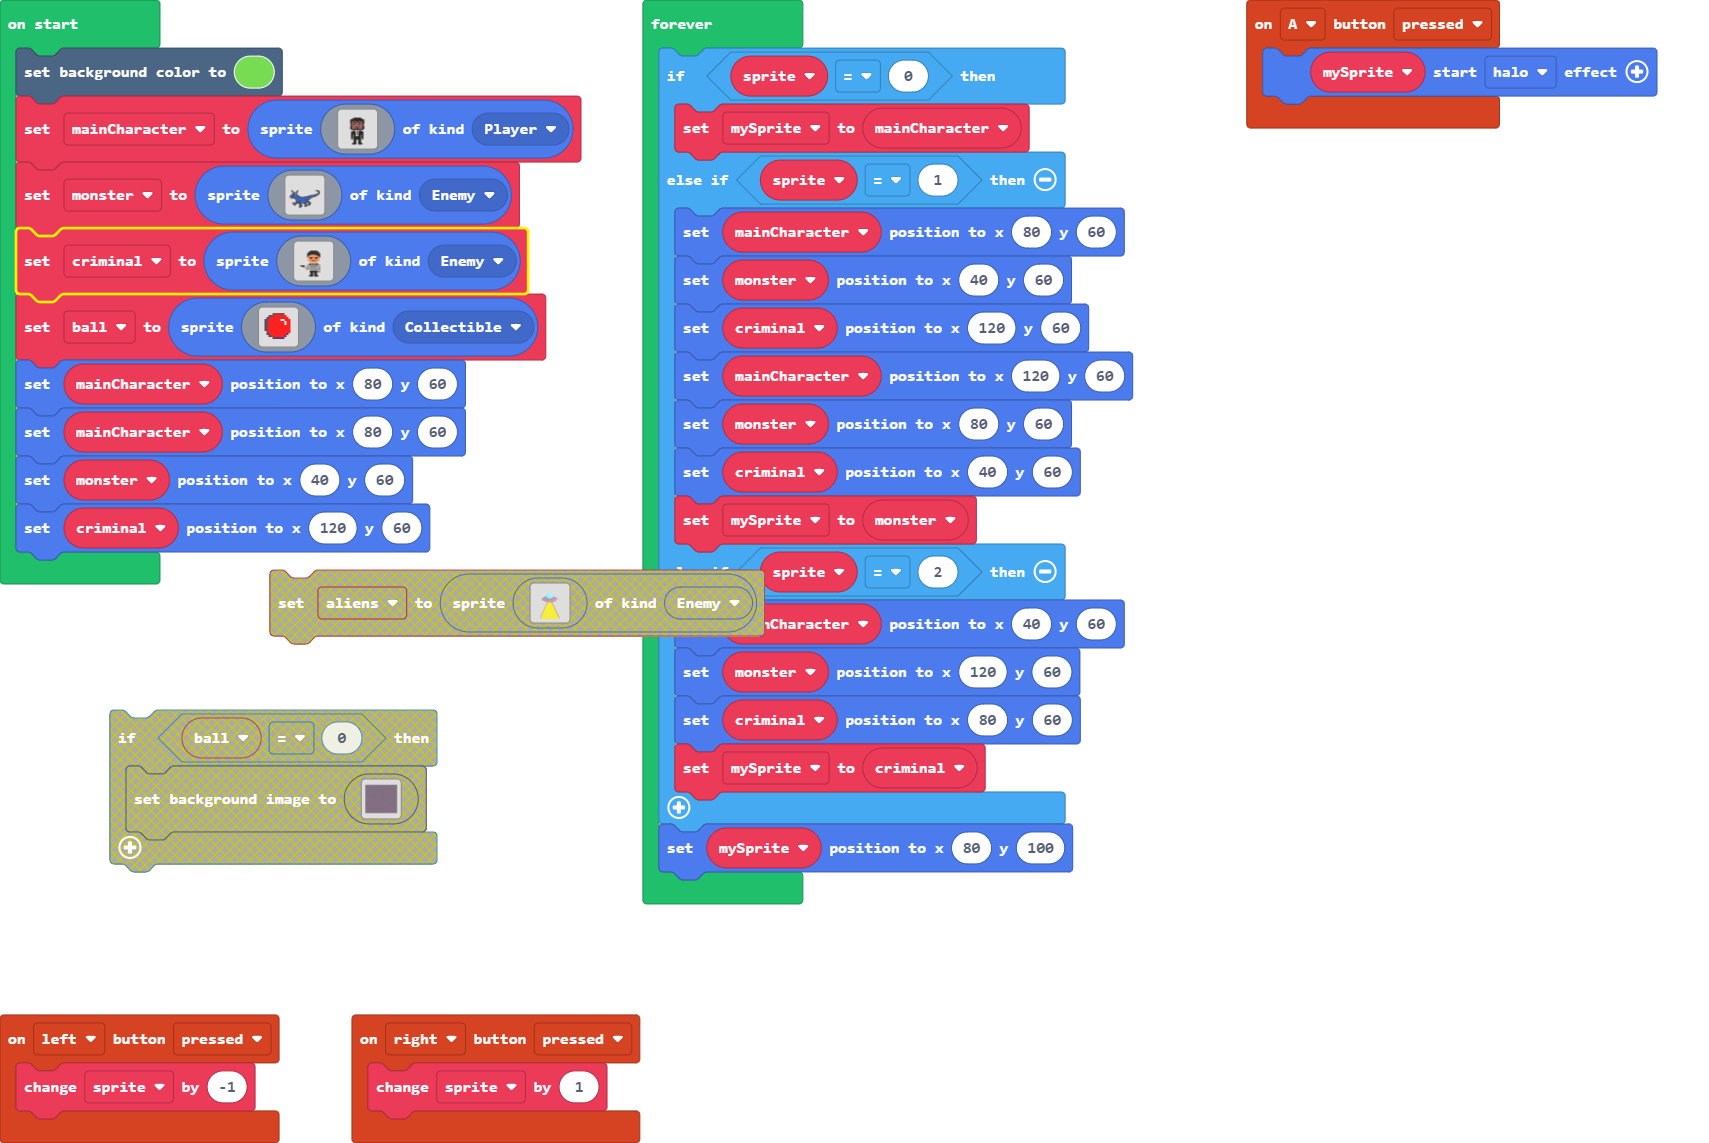 on start
set background color to
set mainCharacter to sprite of kind Player
set monster to sprite of kind Enemy
set criminal to sprite of kind Enemy
set ball to sprite of kind Collectible
set mainCharacter position to x 80 y 60
set mainCharacter position to x 80 y 60
set monster position to x 40 y 60
set criminal position to x 120 y 60
forever
if sprite = 0 then
set mySprite to mainCharacter
else if sprite = 1 then
set mainCharacter position to x 80 y 60
set monster position to x 40 y 60
set criminal position to x 120 y 60
set mainCharacter position to x 120 y 60
set monster position to x 80 y 60
set criminal position to x 40 y 60
set mySprite to monster
sprite = 2 then
Character position to x 40 y 60
set monster position to x 120 y 60
set criminal position to x 80 y 60
set mySprite to criminal
set mySprite position to x 80 y 100
on A button pressed
mySprite start halo effect
set aliens to sprite of kind Enemy
if ball = 0 then
set background image to
on left button pressed
change sprite by -1
on right button pressed
change sprite by 1